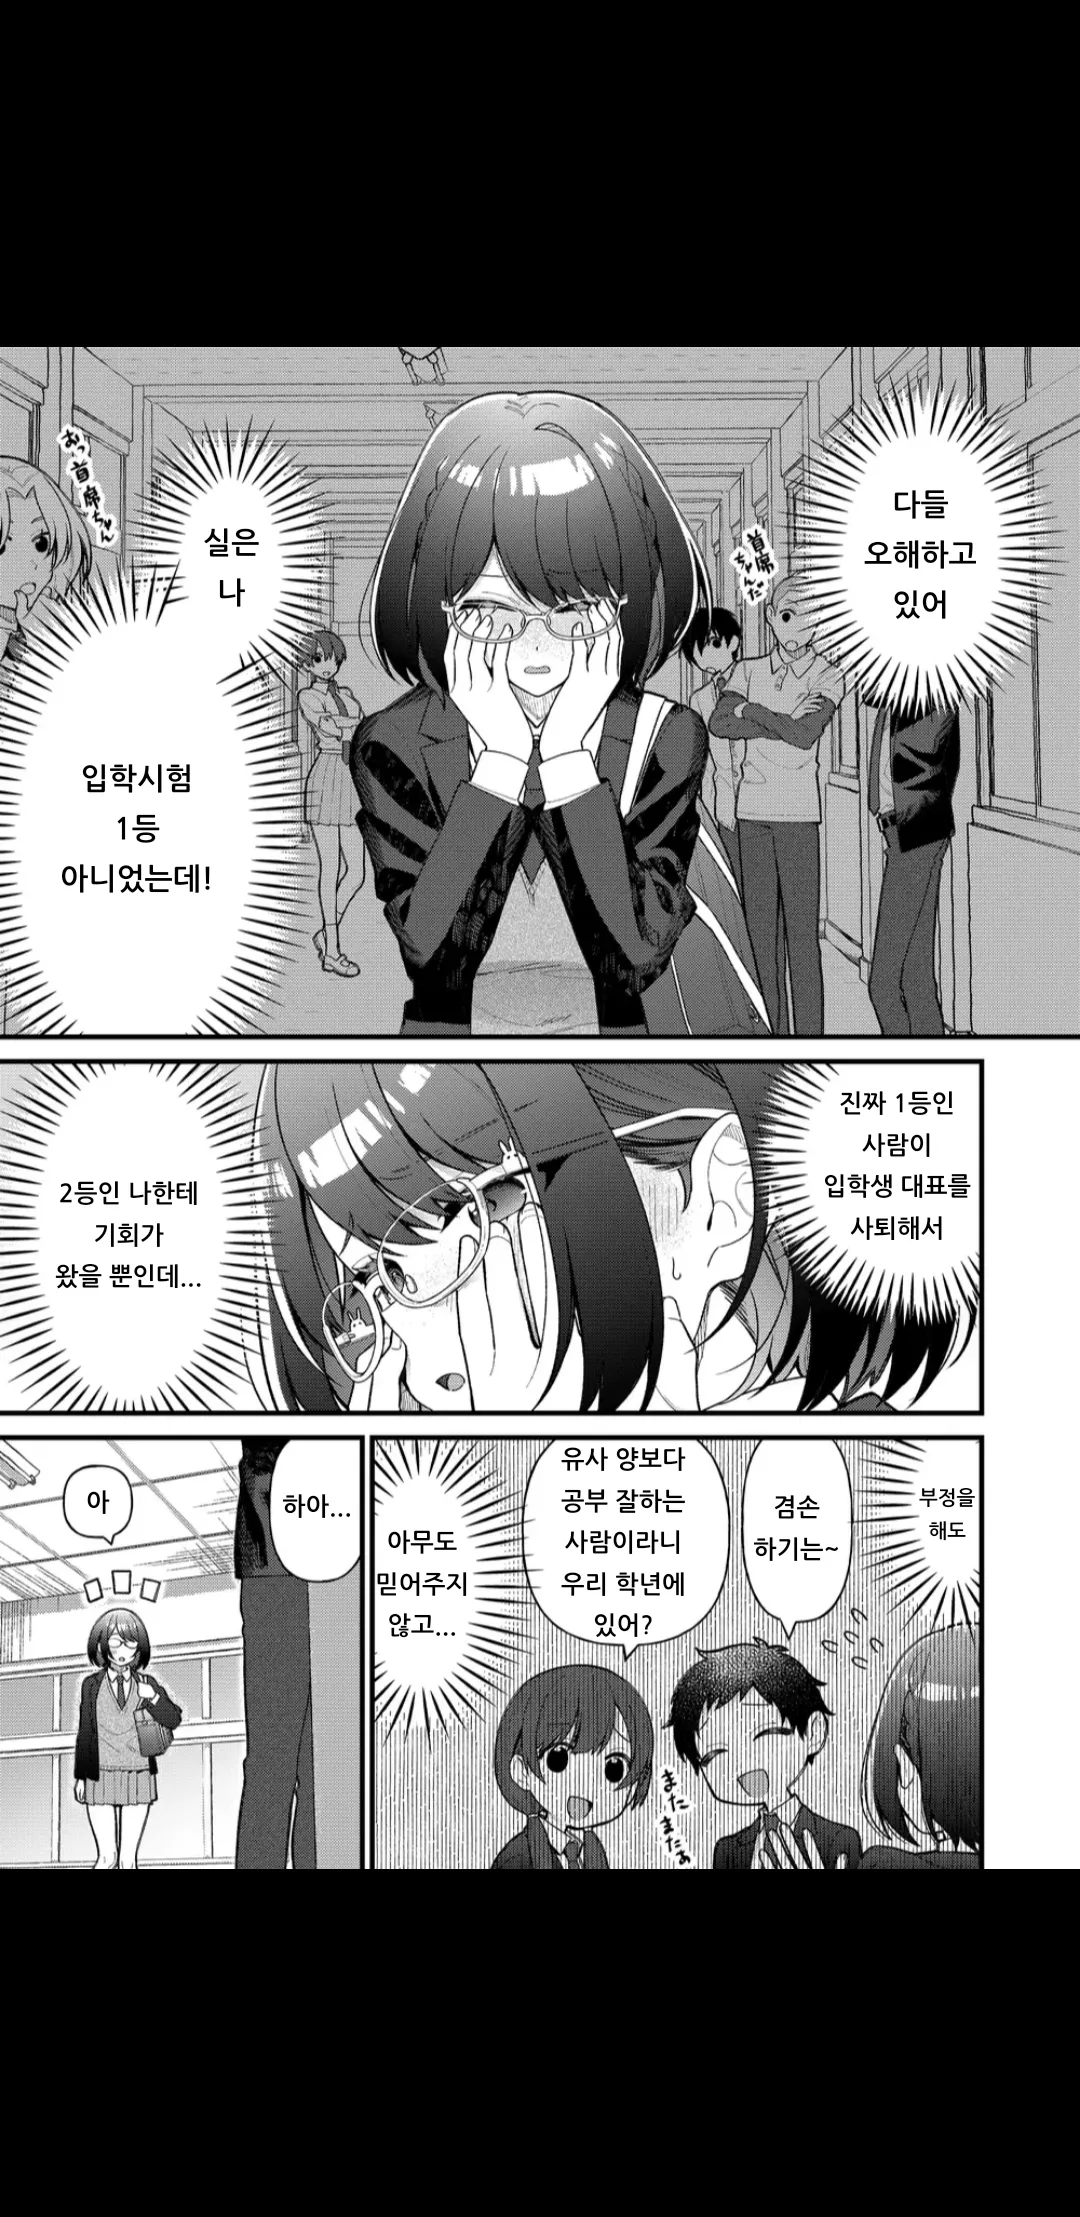 다들
오해하고
있어
首席
ちゃんだ
실은
나
おっ首席ちゃん
입학시험
1등
아니었는데!
진짜 1등인
사람이
입학생 대표를
사퇴해서
2등인 나한테
기회가
왔을 뿐인데...
부정을
해도
겸손
하기는~
유사 양보다
공부 잘하는
사람이라니
우리 학년에
있어?
また
またぁ
아무도
믿어주지
않고...
하아...
아